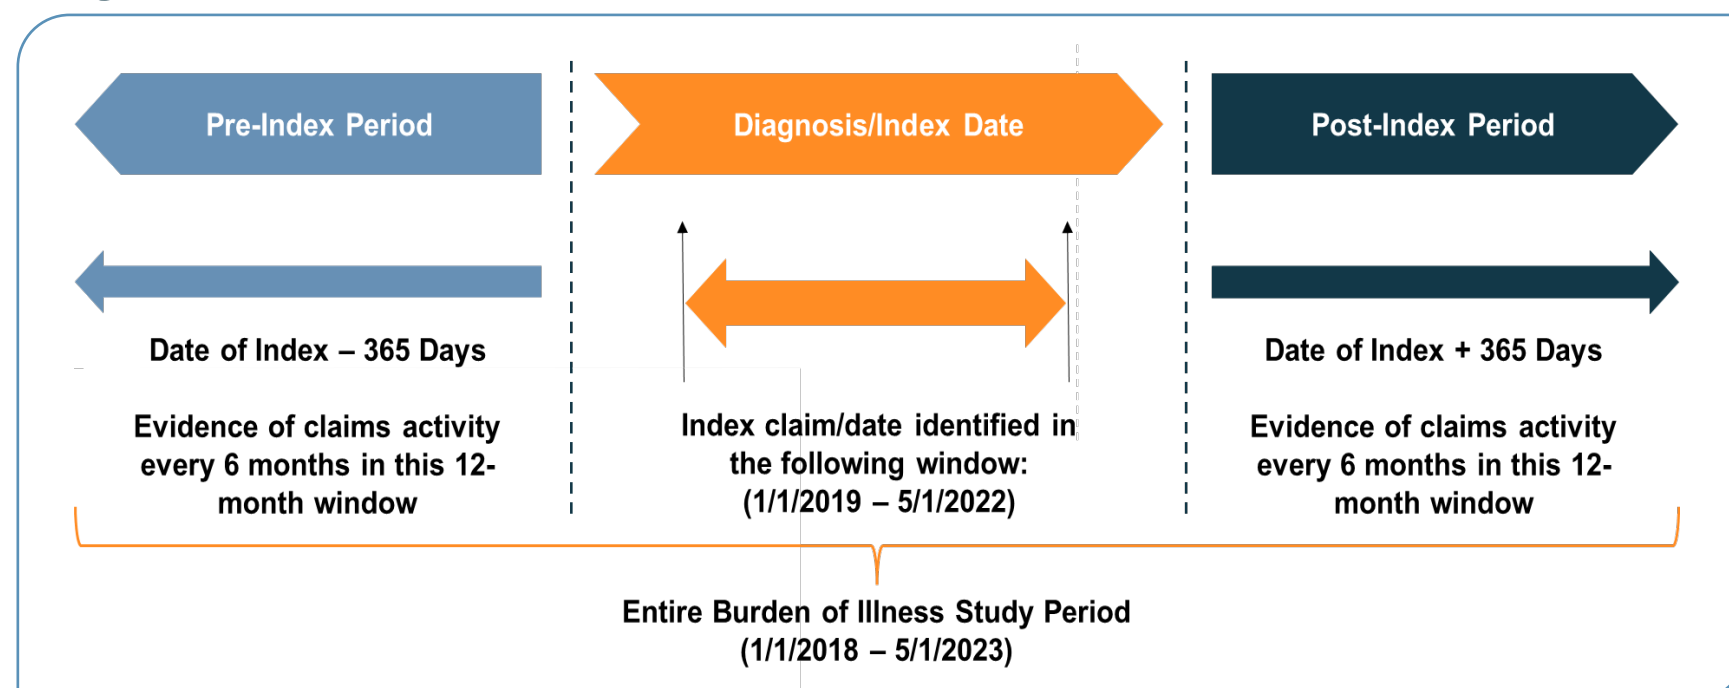 Pre-Index Period
Diagnosis/Index Date
Post-Index Period
Date of Index – 365 Days
Evidence of claims activity
every 6 months in this 12-
month window
Index claim/date identified in
the following window:
(1/1/2019 – 5/1/2022)
Date of Index + 365 Days
Evidence of claims activity
every 6 months in this 12-
month window
Entire Burden of Illness Study Period
(1/1/2018 – 5/1/2023)